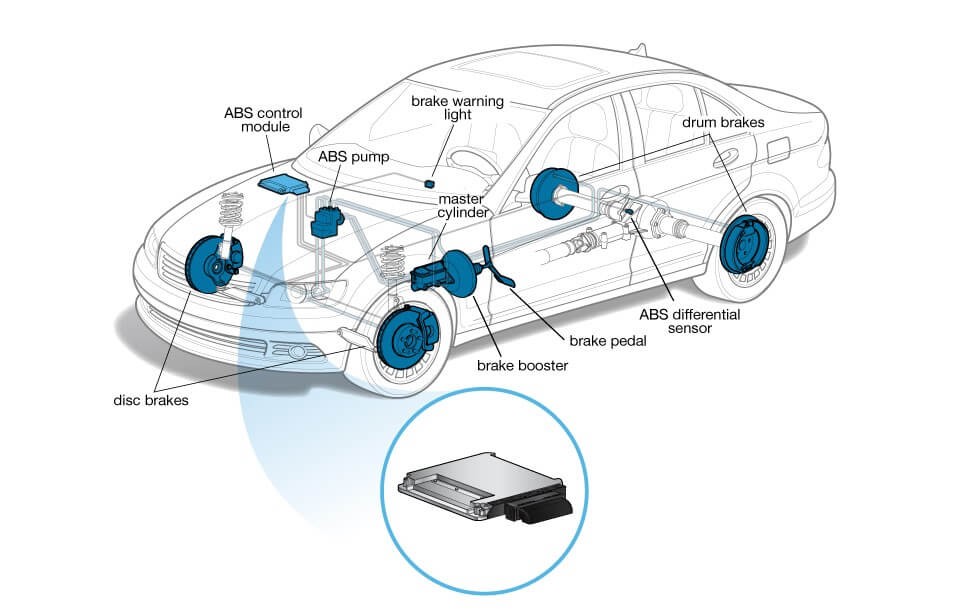 brake warning
light
ABS control
module
drum brakes
ABS pump
master
cylinder
ABS differential
sensor
brake pedal
brake booster
disc brakes